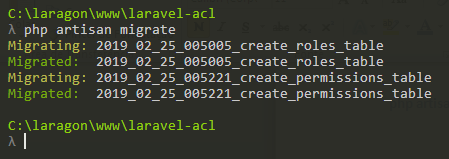 C:\laragon\www\laravel-acl
λ php artisan migrate
Migrating: 2019_02_25_005005_create_roles_table
Migrated:  2019_02_25_005005_create_roles_table
Migrating: 2019_02_25_005221_create_permissions_table
Migrated:  2019_02_25_005221_create_permissions_table
C:\laragon\www\laravel-acl
λ